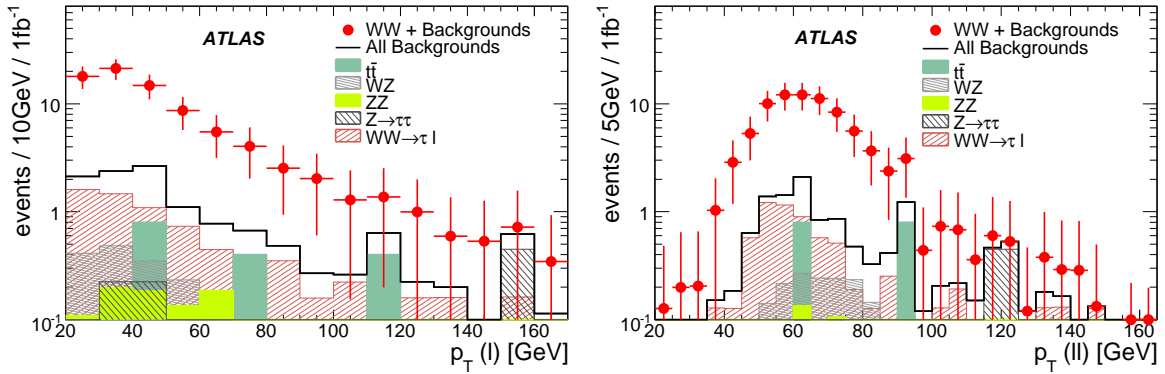 events / 10GeV / 1fb⁻¹
ATLAS
WW + Backgrounds
All Backgrounds
tt̄
WZ
ZZ
Z→ττ
WW→τ l
10
1
10⁻¹
20 40 60 80 100 120 140 160
p_T (l) [GeV]
events / 5GeV / 1fb⁻¹
ATLAS
WW + Backgrounds
All Backgrounds
tt̄
WZ
ZZ
Z→ττ
WW→τ l
10
1
10⁻¹
20 40 60 80 100 120 140 160
p_T (ll) [GeV]